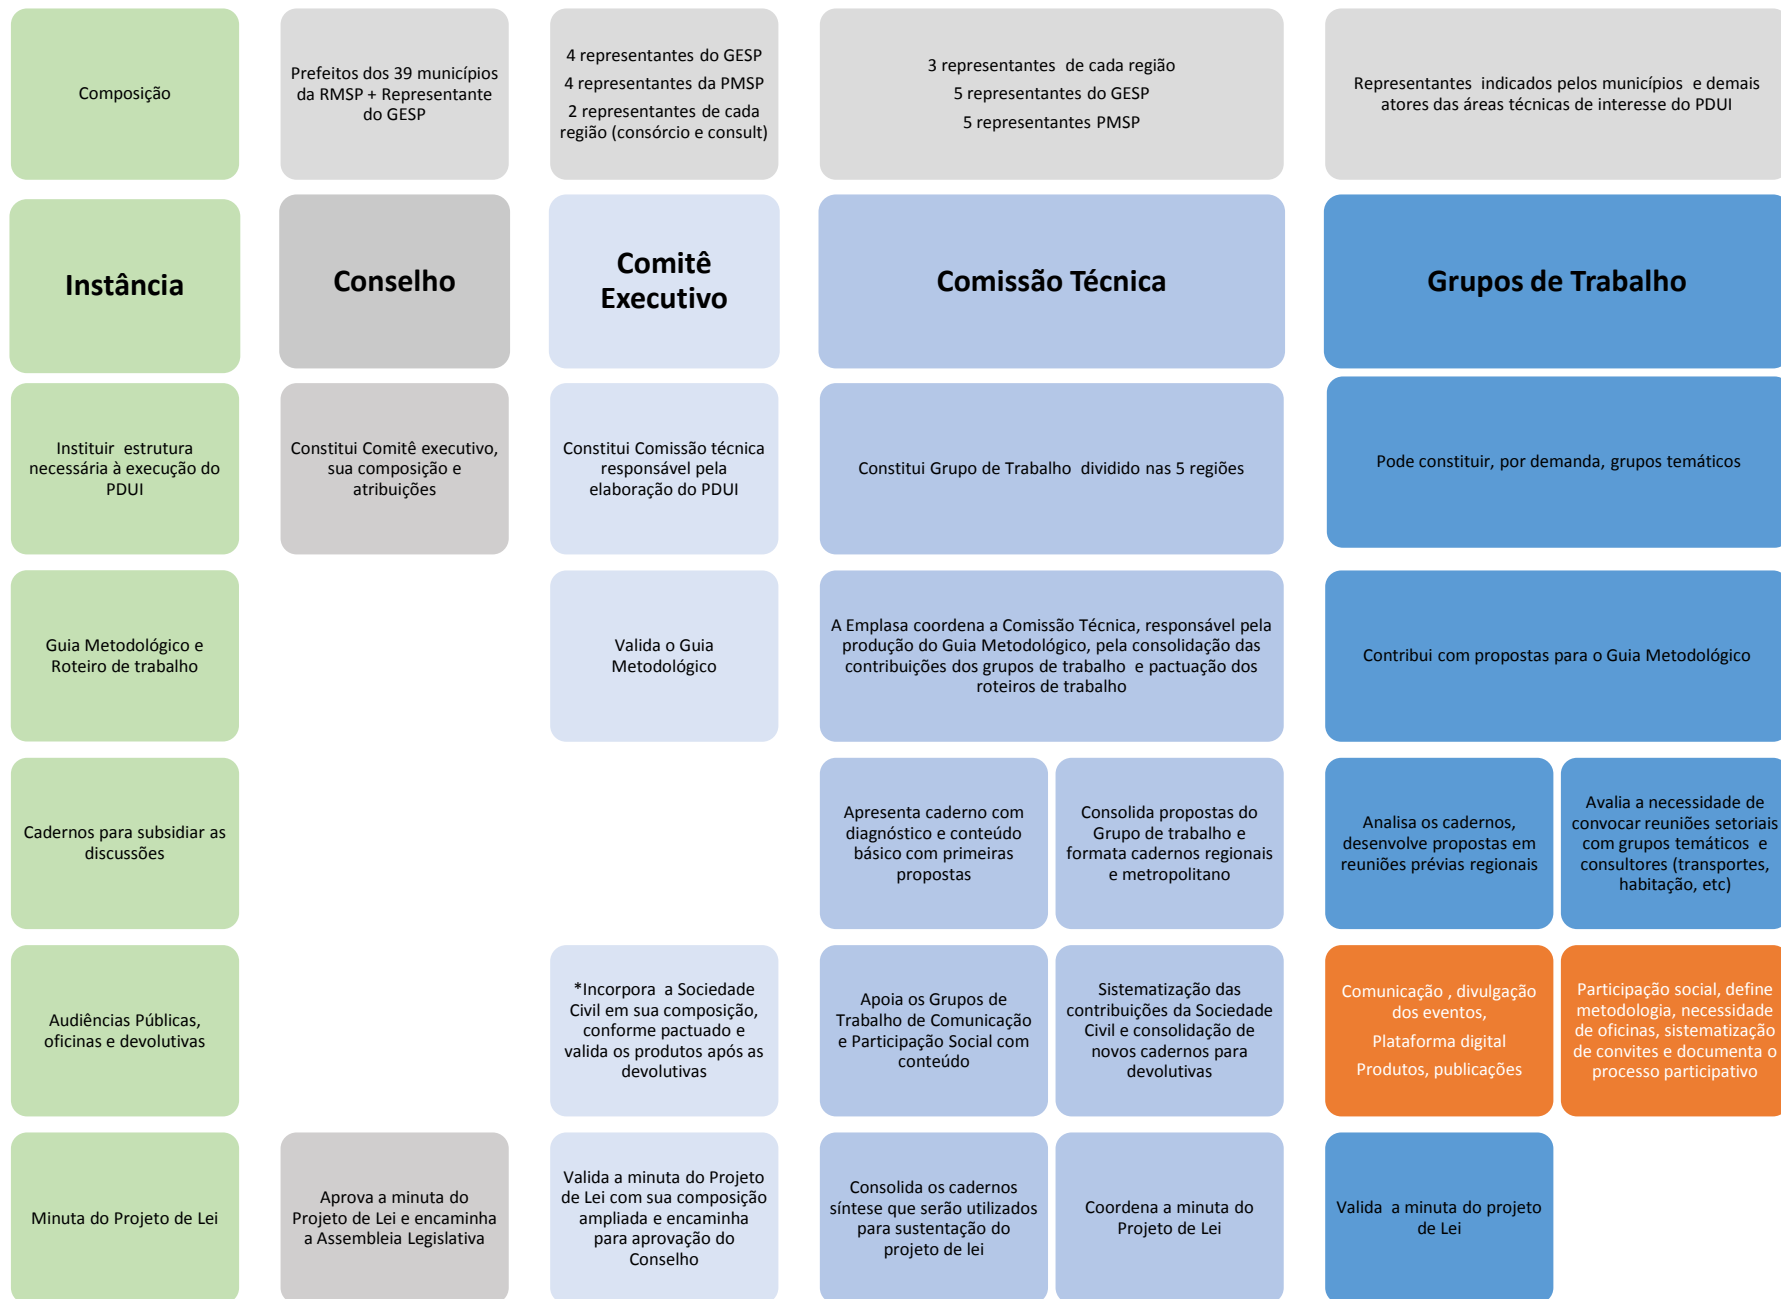 Composição
Prefeitos dos 39 municípios
da RMSP + Representante
do GESP
4 representantes do GESP
4 representantes da PMSP
2 representantes de cada
região (consórcio e consult)
3 representantes de cada região
5 representantes do GESP
5 representantes PMSP
Representantes indicados pelos municípios e demais
atores das áreas técnicas de interesse do PDUI
Instância
Conselho
Comitê
Executivo
Comissão Técnica
Grupos de Trabalho
Instituir estrutura
necessária à execução do
PDUI
Constitui Comitê executivo,
sua composição e
atribuições
Constitui Comissão técnica
responsável pela
elaboração do PDUI
Constitui Grupo de Trabalho dividido nas 5 regiões
Pode constituir, por demanda, grupos temáticos
Guia Metodológico e
Roteiro de trabalho
Valida o Guia
Metodológico
A Emplasa coordena a Comissão Técnica, responsável pela
produção do Guia Metodológico, pela consolidação das
contribuições dos grupos de trabalho e pactuação dos
roteiros de trabalho
Contribui com propostas para o Guia Metodológico
Cadernos para subsidiar as
discussões
Apresenta caderno com
diagnóstico e conteúdo
básico com primeiras
propostas
Consolida propostas do
Grupo de trabalho e
formata cadernos regionais
e metropolitano
Analisa os cadernos,
desenvolve propostas em
reuniões prévias regionais
Avalia a necessidade de
convocar reuniões setoriais
com grupos temáticos e
consultores (transportes,
habitação, etc)
Audiências Públicas,
oficinas e devolutivas
*Incorpora a Sociedade
Civil em sua composição,
conforme pactuado e
valida os produtos após as
devolutivas
Apoia os Grupos de
Trabalho de Comunicação
e Participação Social com
conteúdo
Sistematização das
contribuições da Sociedade
Civil e consolidação de
novos cadernos para
devolutivas
Comunicação , divulgação
dos eventos,
Plataforma digital
Produtos, publicações
Participação social, define
metodologia, necessidade
de oficinas, sistematização
de convites e documenta o
processo participativo
Minuta do Projeto de Lei
Aprova a minuta do
Projeto de Lei e encaminha
a Assembleia Legislativa
Valida a minuta do Projeto
de Lei com sua composição
ampliada e encaminha
para aprovação do
Conselho
Consolida os cadernos
síntese que serão utilizados
para sustentação do
projeto de lei
Coordena a minuta do
Projeto de Lei
Valida a minuta do projeto
de Lei